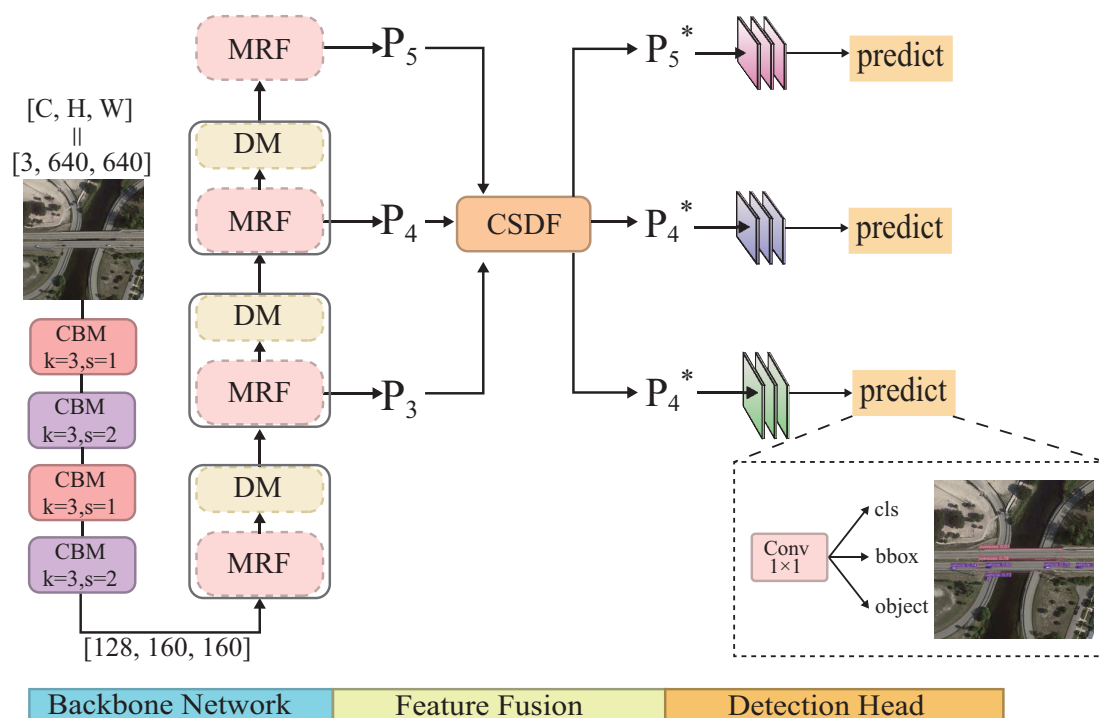 [C, H, W]
=
[3, 640, 640]
CBM
k=3,s=1
CBM
k=3,s=2
CBM
k=3,s=1
CBM
k=3,s=2
[128, 160, 160]
MRF
DM
MRF
DM
MRF
DM
MRF
P5
P4
P3
CSDF
P5*
P4*
P4*
predict
predict
predict
Conv
1×1
cls
bbox
object
Backbone Network
Feature Fusion
Detection Head